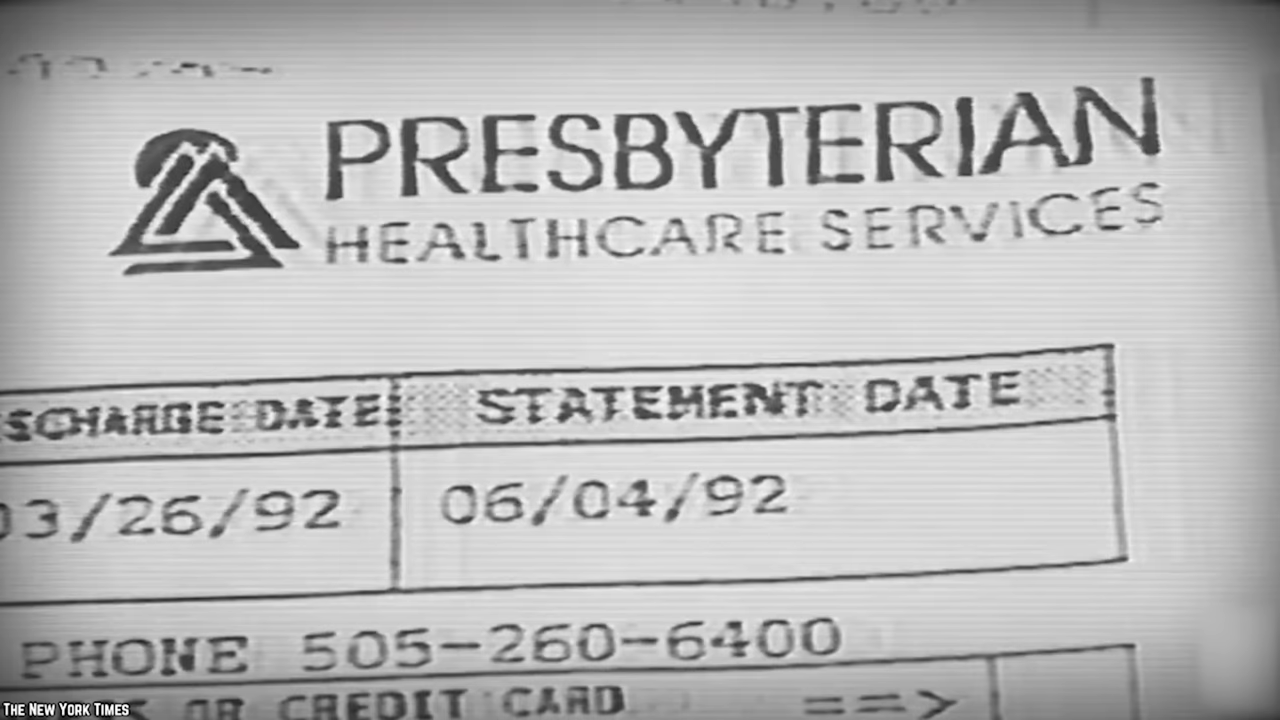 PRESBYTERIAN
HEALTHCARE SERVICES
SCHARGE DATE STATEMENT DATE
03/26/92 06/04/92
PHONE 505-260-6400
OR CREDIT CARD ==>
THE NEW YORK TIMES